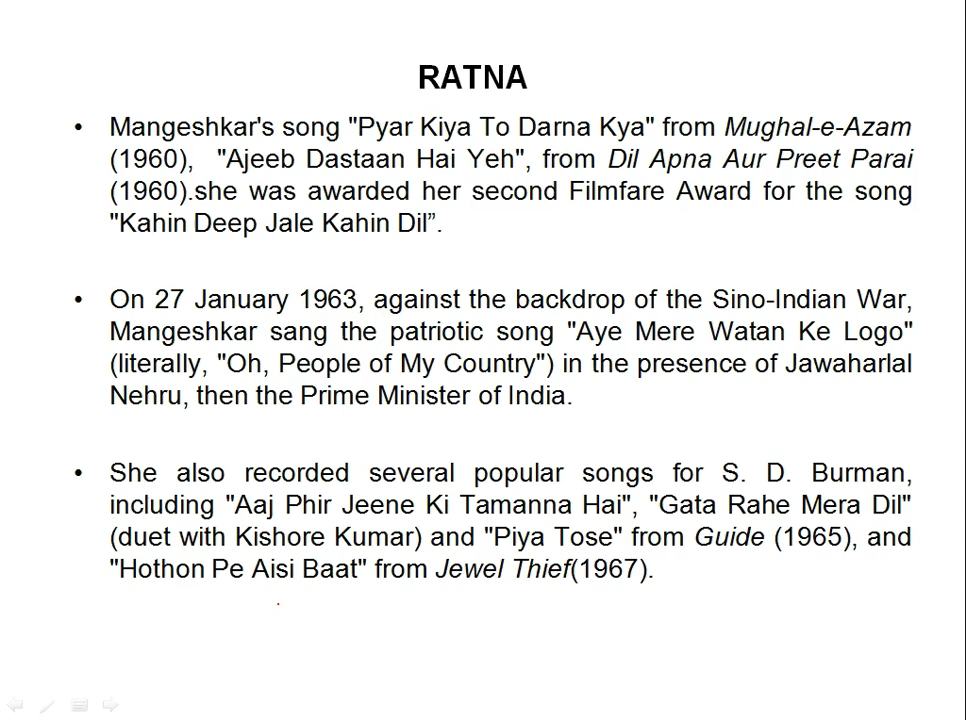 RATNA
• Mangeshkar's song "Pyar Kiya To Darna Kya" from Mughal-e-Azam
(1960), "Ajeeb Dastaan Hai Yeh", from Dil Apna Aur Preet Parai
(1960).she was awarded her second Filmfare Award for the song
"Kahin Deep Jale Kahin Dil”.
• On 27 January 1963, against the backdrop of the Sino-Indian War,
Mangeshkar sang the patriotic song "Aye Mere Watan Ke Logo"
(literally, "Oh, People of My Country") in the presence of Jawaharlal
Nehru, then the Prime Minister of India.
• She also recorded several popular songs for S. D. Burman,
including "Aaj Phir Jeene Ki Tamanna Hai", "Gata Rahe Mera Dil"
(duet with Kishore Kumar) and "Piya Tose" from Guide (1965), and
"Hothon Pe Aisi Baat" from Jewel Thief(1967).